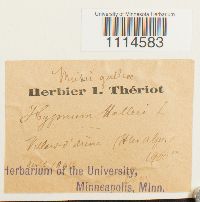 University of Minnesota Herbarium
1114583
Musci galliae
Herbier I. Thériot
Hypnum Halleri L
Herbarium of the University,
Minneapolis, Minn.